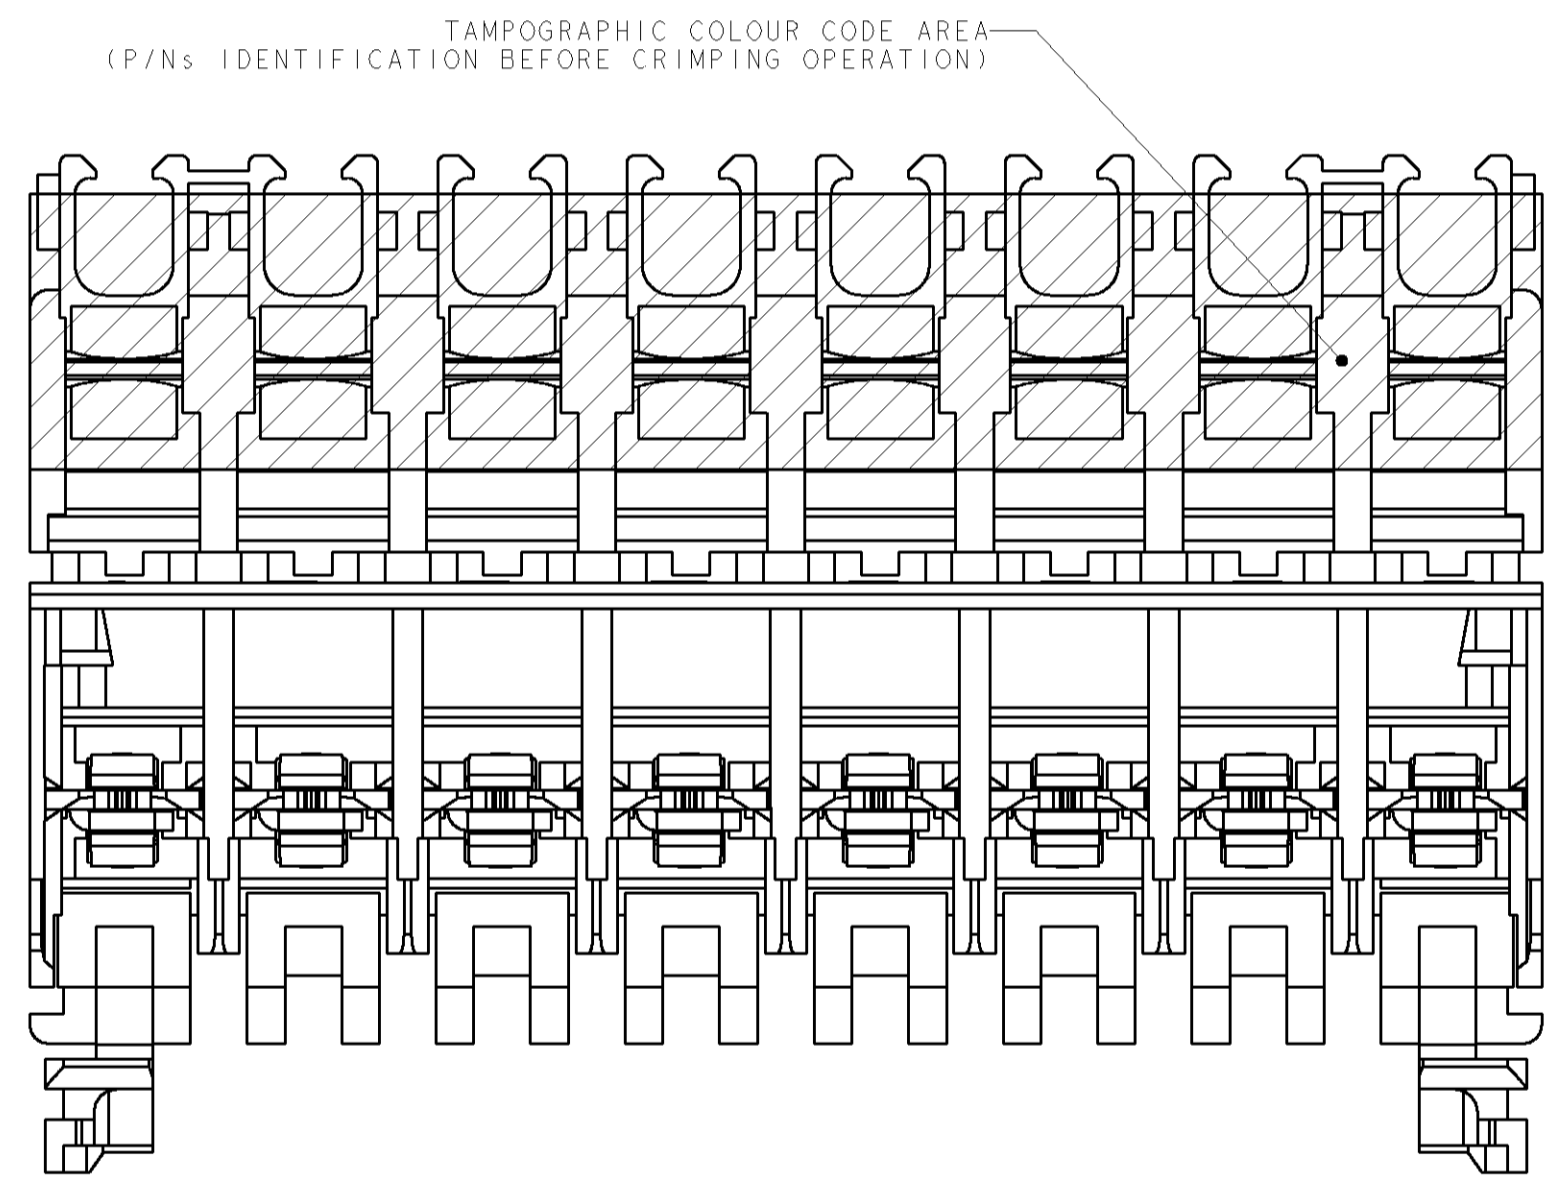 TAMPOGRAPHIC COLOUR CODE AREA
(P/Ns IDENTIFICATION BEFORE CRIMPING OPERATION)